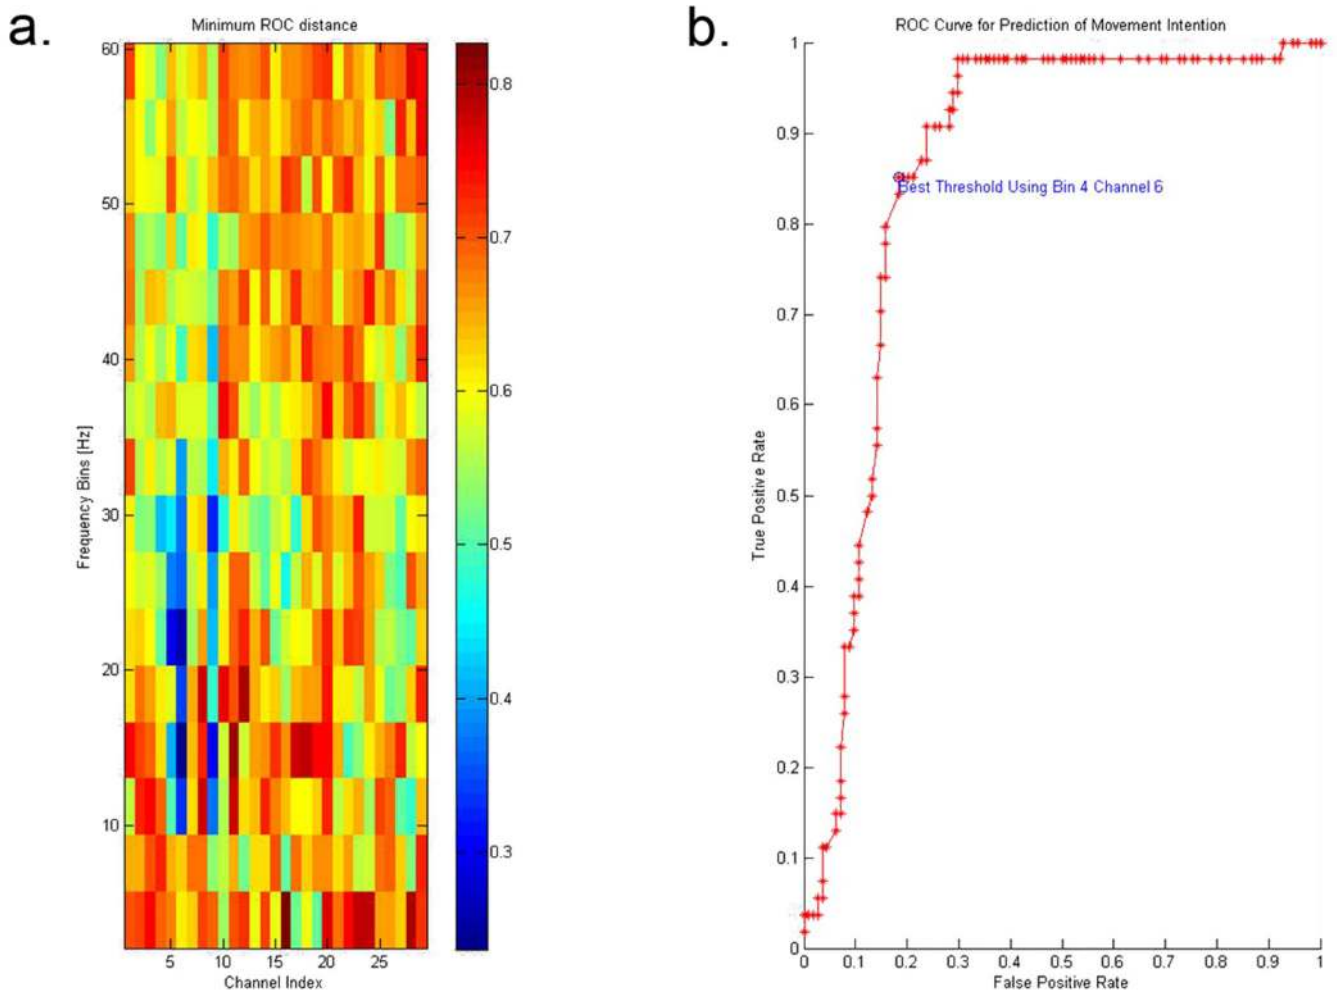 a.
Minimum ROC distance
60
50
40
30
20
10
Frequency Bins [Hz]
5 10 15 20 25
Channel Index
0.8
0.7
0.6
0.5
0.4
0.3
b.
ROC Curve for Prediction of Movement Intention
1
0.9
0.8
0.7
0.6
0.5
0.4
0.3
0.2
0.1
0
True Positive Rate
Best Threshold Using Bin 4 Channel 6
0 0.1 0.2 0.3 0.4 0.5 0.6 0.7 0.8 0.9 1
False Positive Rate